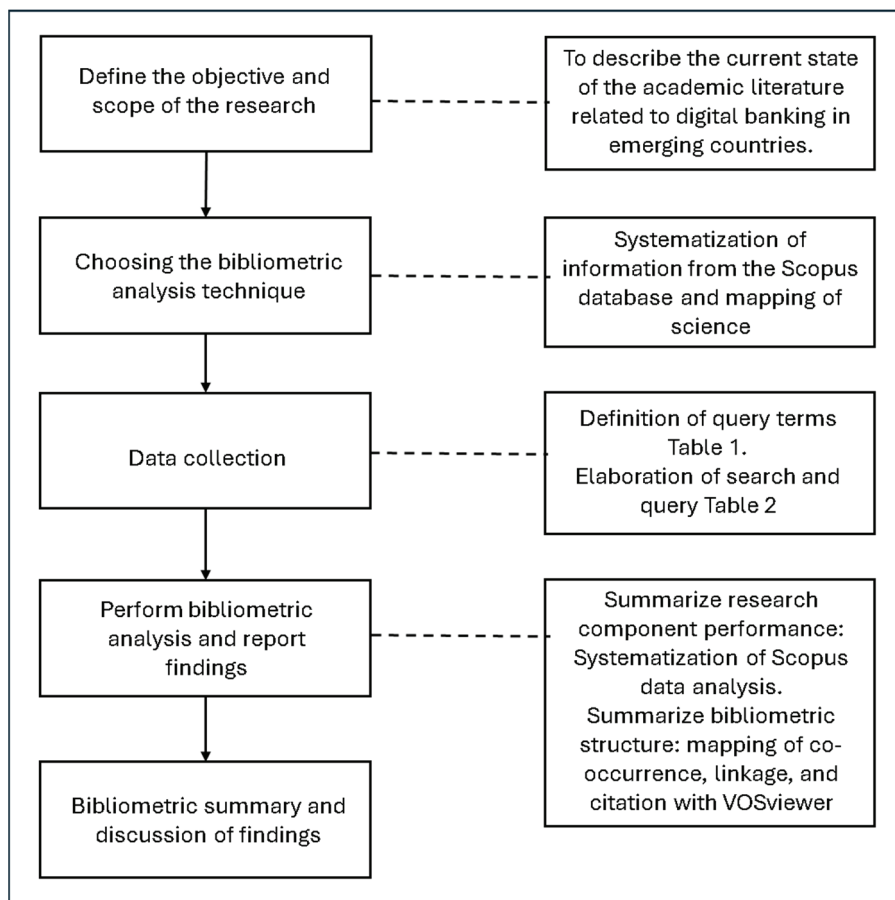 Define the objective and
scope of the research
To describe the current state
of the academic literature
related to digital banking in
emerging countries.
Choosing the bibliometric
analysis technique
Systematization of
information from the Scopus
database and mapping of
science
Data collection
Definition of query terms
Table 1.
Elaboration of search and
query Table 2
Perform bibliometric
analysis and report
findings
Summarize research
component performance:
Systematization of Scopus
data analysis.
Summarize bibliometric
structure: mapping of co-
occurrence, linkage, and
citation with VOSviewer
Bibliometric summary and
discussion of findings